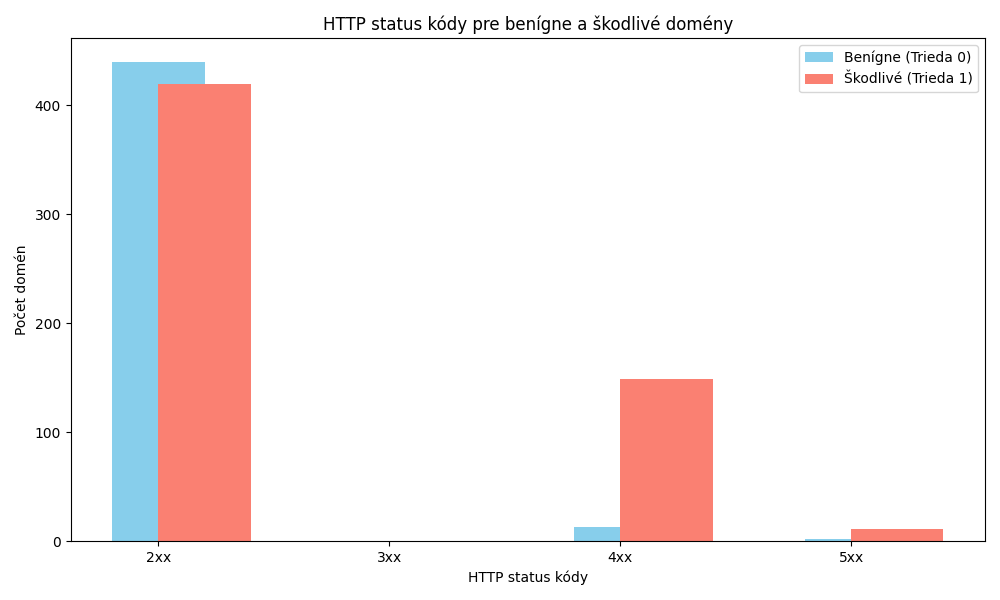 HTTP status kódy pre benígne a škodlivé domény
Benígne (Trieda 0)
Škodlivé (Trieda 1)
Počet domén
400
300
200
100
0
2xx
3xx
4xx
5xx
HTTP status kódy